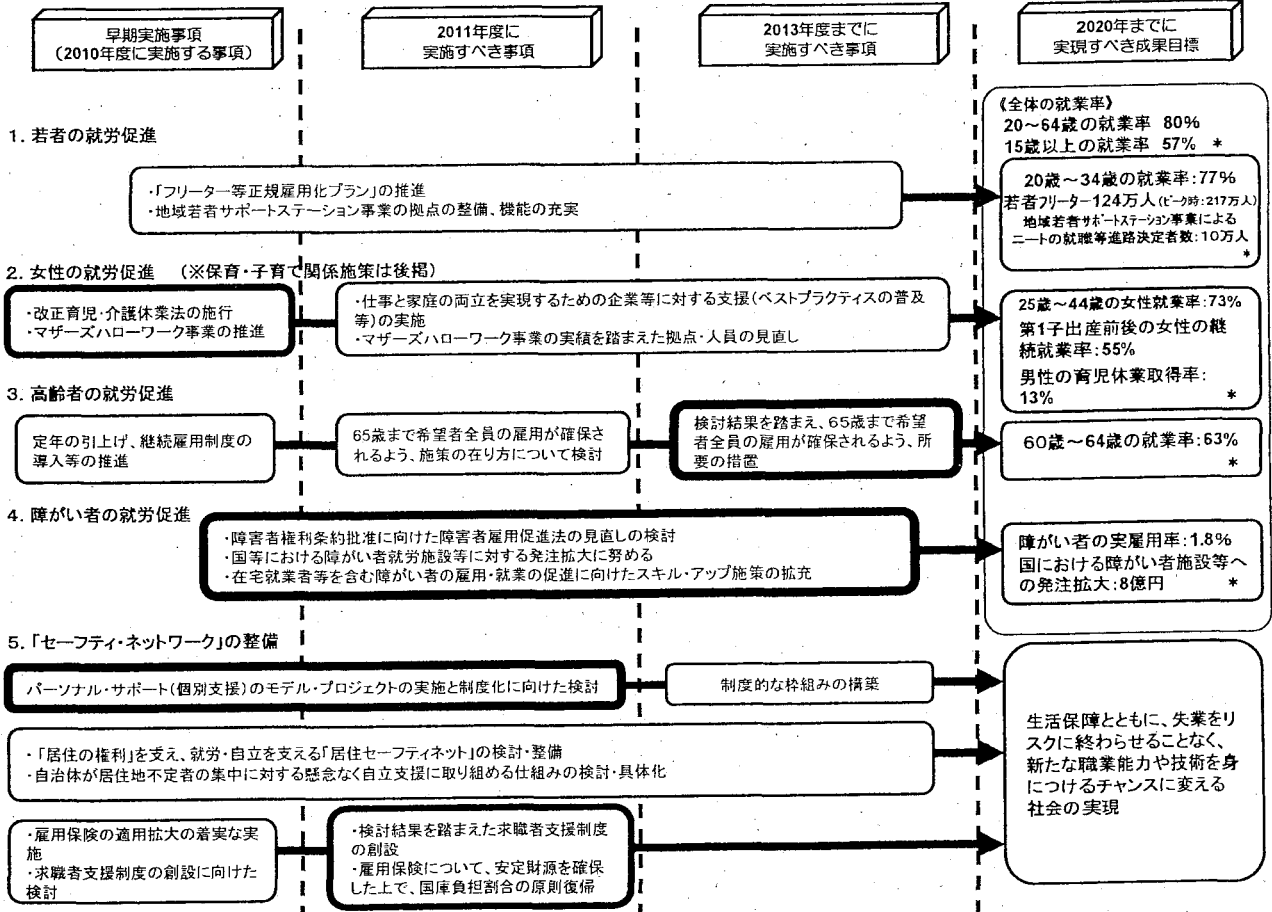 早期実施事項
(2010年度に実施する事項)
2011年度に
実施すべき事項
2013年度までに
実施すべき事項
2020年までに
実現すべき成果目標
《全体の就業率》
20～64歳の就業率 80%
15歳以上の就業率 57% *
1. 若者の就労促進
・「フリーター等正規雇用化プラン」の推進
・地域若者サポートステーション事業の拠点の整備、機能の充実
20歳～34歳の就業率:77%
若者フリーター124万人(ピーク時:217万人)
地域若者サポートステーション事業による
ニートの就職等進路決定者数:10万人
*
2. 女性の就労促進 (※保育・子育て関係施策は後掲)
・改正育児・介護休業法の施行
・マザーズハローワーク事業の推進
・仕事と家庭の両立を実現するための企業等に対する支援(ベストプラクティスの普及
等)の実施
・マザーズハローワーク事業の実績を踏まえた拠点・人員の見直し
25歳～44歳の女性就業率:73%
第1子出産前後の女性の継
続就業率:55%
男性の育児休業取得率:
13% *
3. 高齢者の就労促進
定年の引上げ、継続雇用制度の
導入等の推進
65歳まで希望者全員の雇用が確保さ
れるよう、施策の在り方について検討
検討結果を踏まえ、65歳まで希望
者全員の雇用が確保されるよう、所
要の措置
60歳～64歳の就業率:63%
*
4. 障がい者の就労促進
・障害者権利条約批准に向けた障害者雇用促進法の見直しの検討
・国等における障がい者就労施設等に対する発注拡大に努める
・在宅就業者等を含む障がい者の雇用・就業の促進に向けたスキル・アップ施策の拡充
障がい者の実雇用率:1.8%
国における障がい者施設等へ
の発注拡大:8億円 *
5. 「セーフティ・ネットワーク」の整備
パーソナル・サポート(個別支援)のモデル・プロジェクトの実施と制度化に向けた検討
制度的な枠組みの構築
・「居住の権利」を支え、就労・自立を支える「居住セーフティネット」の検討・整備
・自治体が居住地不定者の集中に対する懸念なく自立支援に取り組める仕組みの検討・具体化
・雇用保険の適用拡大の着実な実
施
・求職者支援制度の創設に向けた
検討
・検討結果を踏まえた求職者支援制度
の創設
・雇用保険について、安定財源を確保
した上で、国庫負担割合の原則復帰
生活保障とともに、失業をリ
スクに終わらせることなく、
新たな職業能力や技術を身
につけるチャンスに変える
社会の実現